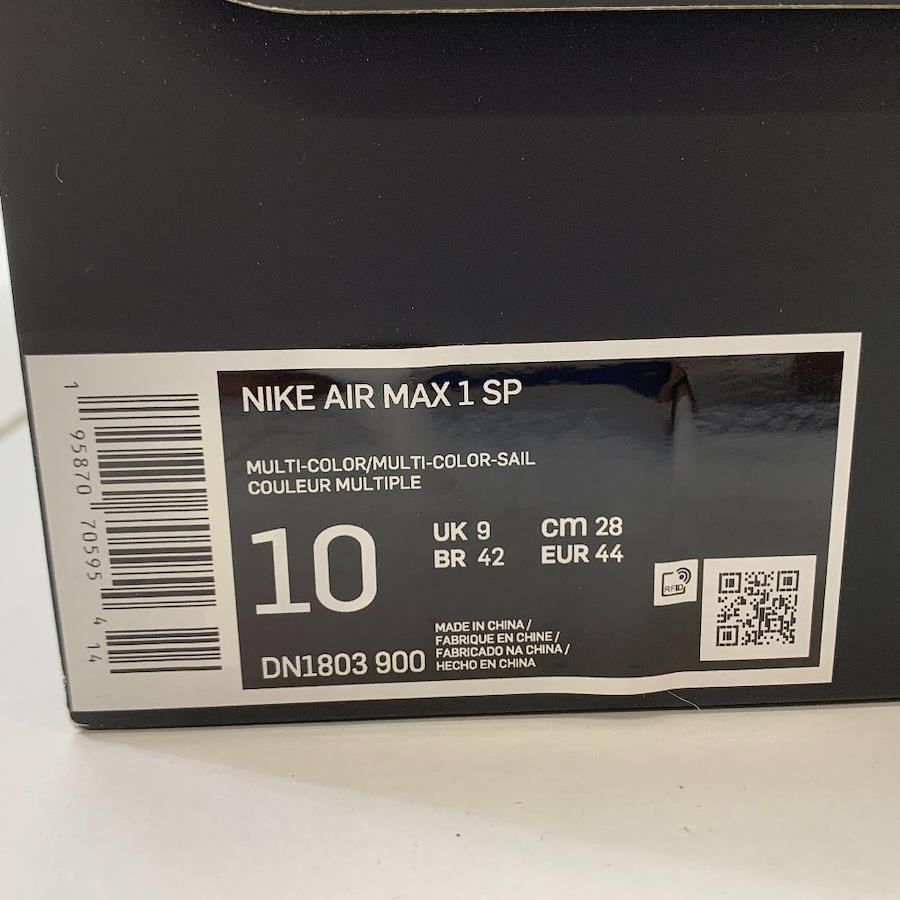 NIKE AIR MAX 1 SP
MULTI-COLOR/MULTI-COLOR-SAIL
COULEUR MULTIPLE
10
UK 9 cm 28
BR 42 EUR 44
RFID
DN1803 900
MADE IN CHINA /
FABRIQUE EN CHINE /
FABRICADO NA CHINA /
HECHO EN CHINA
1 95870 70595 4 14